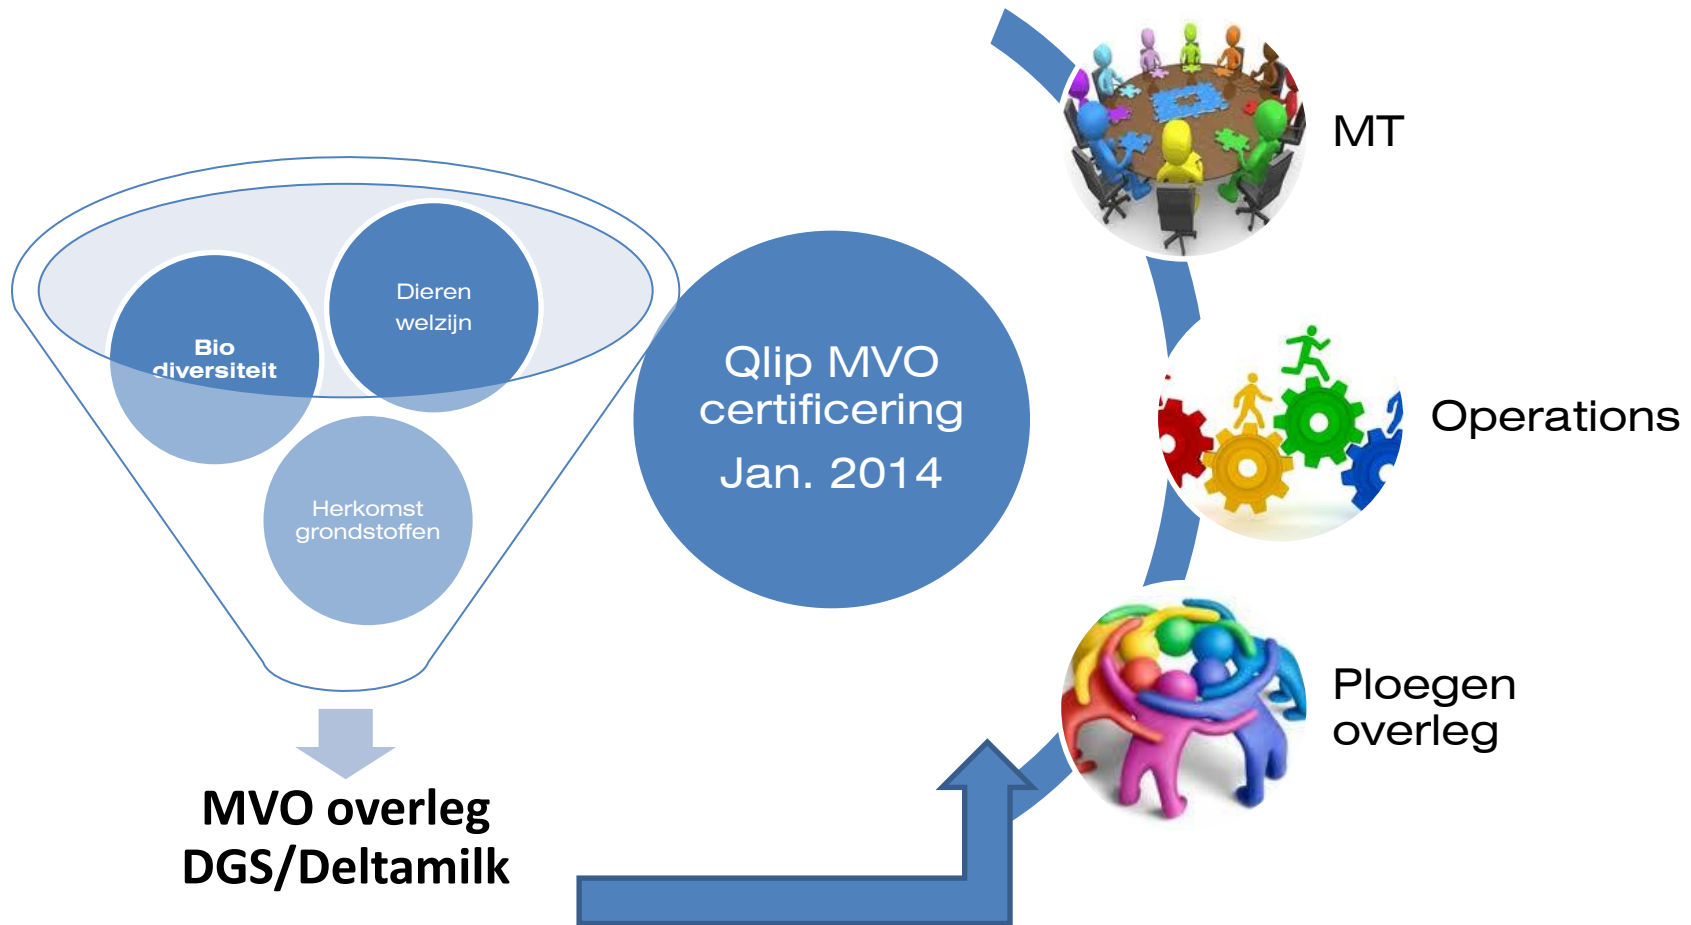 Dieren
welzijn
Bio
diversiteit
Herkomst
grondstoffen
MVO overleg
DGS/Deltamilk
Qlip MVO
certificering
Jan. 2014
MT
Operations
Ploegen
overleg